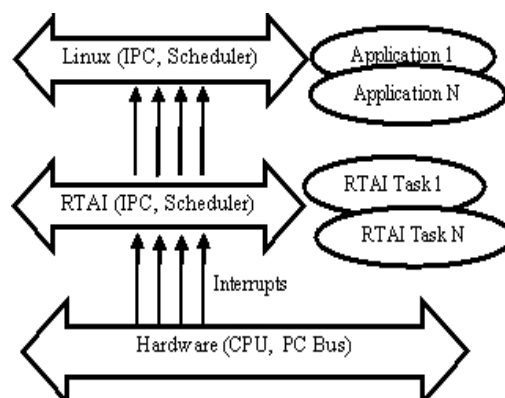 Linux (IPC, Scheduler)
Application 1
Application N
RTAI (IPC, Scheduler)
RTAI Task 1
RTAI Task N
Interrupts
Hardware (CPU, PC Bus)